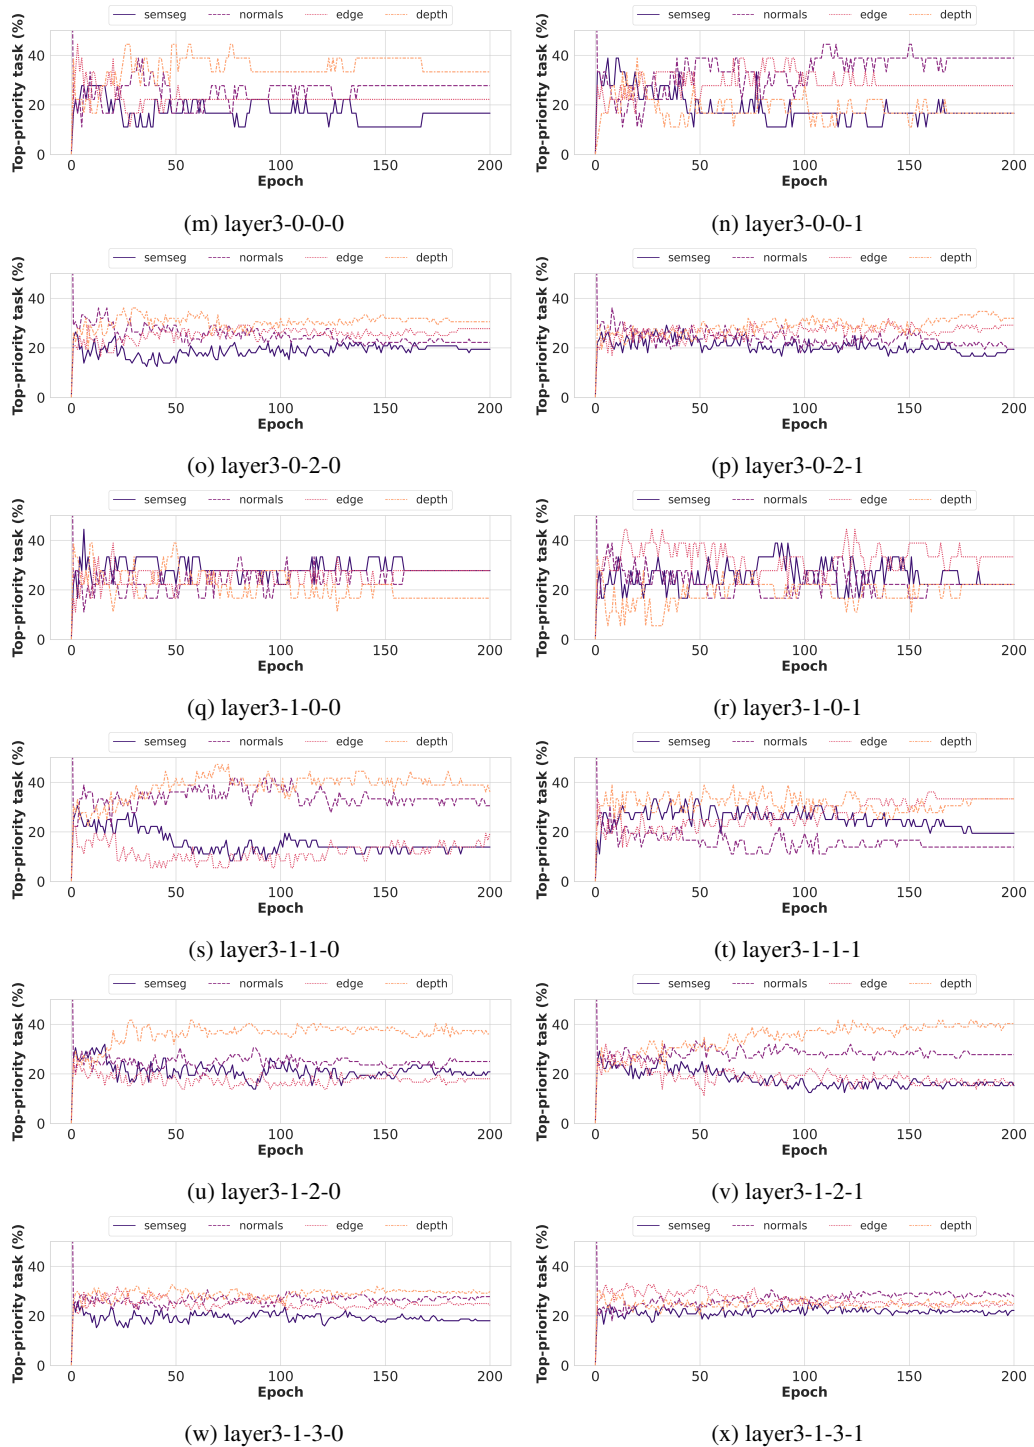 semseg normals edge depth semseg normals edge depth
Top-priority task (%) Top-priority task (%)
40 40
20 20
0 0
0 50 100 150 200 0 50 100 150 200
Epoch Epoch
(m) layer3-0-0-0 (n) layer3-0-0-1
semseg normals edge depth semseg normals edge depth
Top-priority task (%) Top-priority task (%)
40 40
20 20
0 0
0 50 100 150 200 0 50 100 150 200
Epoch Epoch
(o) layer3-0-2-0 (p) layer3-0-2-1
semseg normals edge depth semseg normals edge depth
Top-priority task (%) Top-priority task (%)
40 40
20 20
0 0
0 50 100 150 200 0 50 100 150 200
Epoch Epoch
(q) layer3-1-0-0 (r) layer3-1-0-1
semseg normals edge depth semseg normals edge depth
Top-priority task (%) Top-priority task (%)
40 40
20 20
0 0
0 50 100 150 200 0 50 100 150 200
Epoch Epoch
(s) layer3-1-1-0 (t) layer3-1-1-1
semseg normals edge depth semseg normals edge depth
Top-priority task (%) Top-priority task (%)
40 40
20 20
0 0
0 50 100 150 200 0 50 100 150 200
Epoch Epoch
(u) layer3-1-2-0 (v) layer3-1-2-1
semseg normals edge depth semseg normals edge depth
Top-priority task (%) Top-priority task (%)
40 40
20 20
0 0
0 50 100 150 200 0 50 100 150 200
Epoch Epoch
(w) layer3-1-3-0 (x) layer3-1-3-1